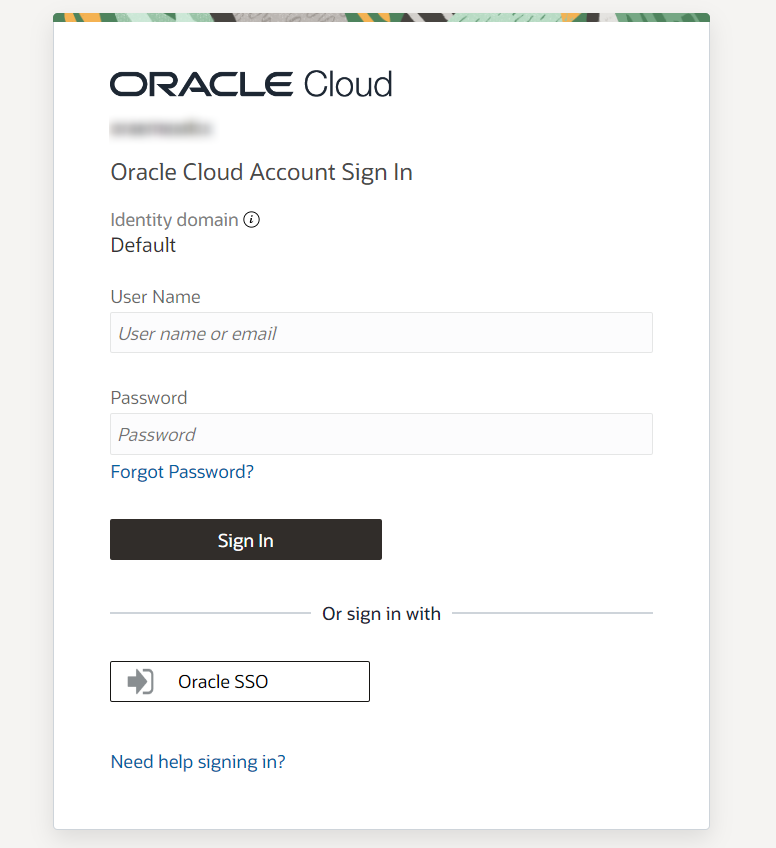 ORACLE Cloud
Oracle Cloud Account Sign In
Identity domain
Default
User Name
User name or email
Password
Password
Forgot Password?
Sign In
Or sign in with
Oracle SSO
Need help signing in?